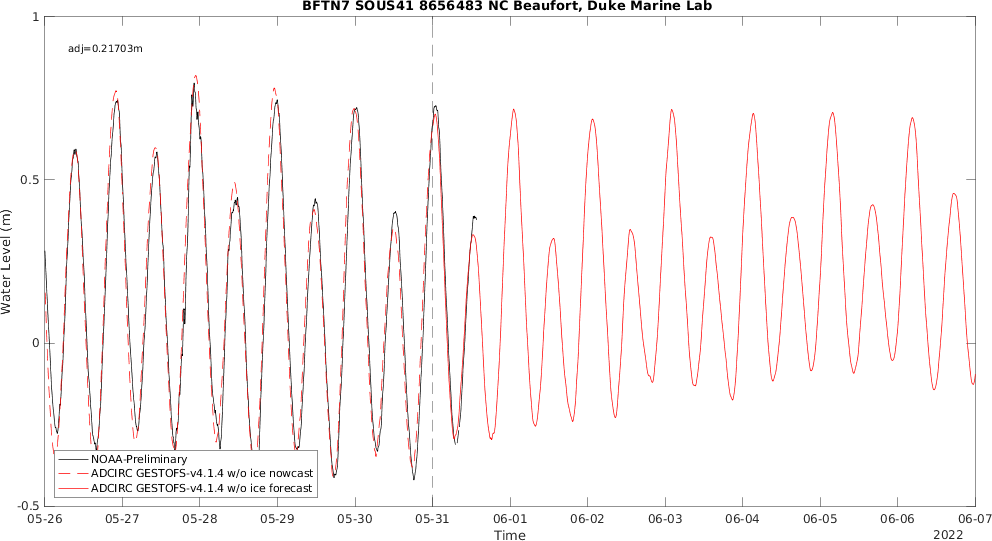 BFTN7 SOUS41 8656483 NC Beaufort, Duke Marine Lab
adj=0.21703m
1
0.5
0
-0.5
Water Level (m)
NOAA-Preliminary
ADCIRC GESTOFS-v4.1.4 w/o ice nowcast
ADCIRC GESTOFS-v4.1.4 w/o ice forecast
05-26 05-27 05-28 05-29 05-30 05-31 06-01 06-02 06-03 06-04 06-05 06-06 06-07
Time
2022